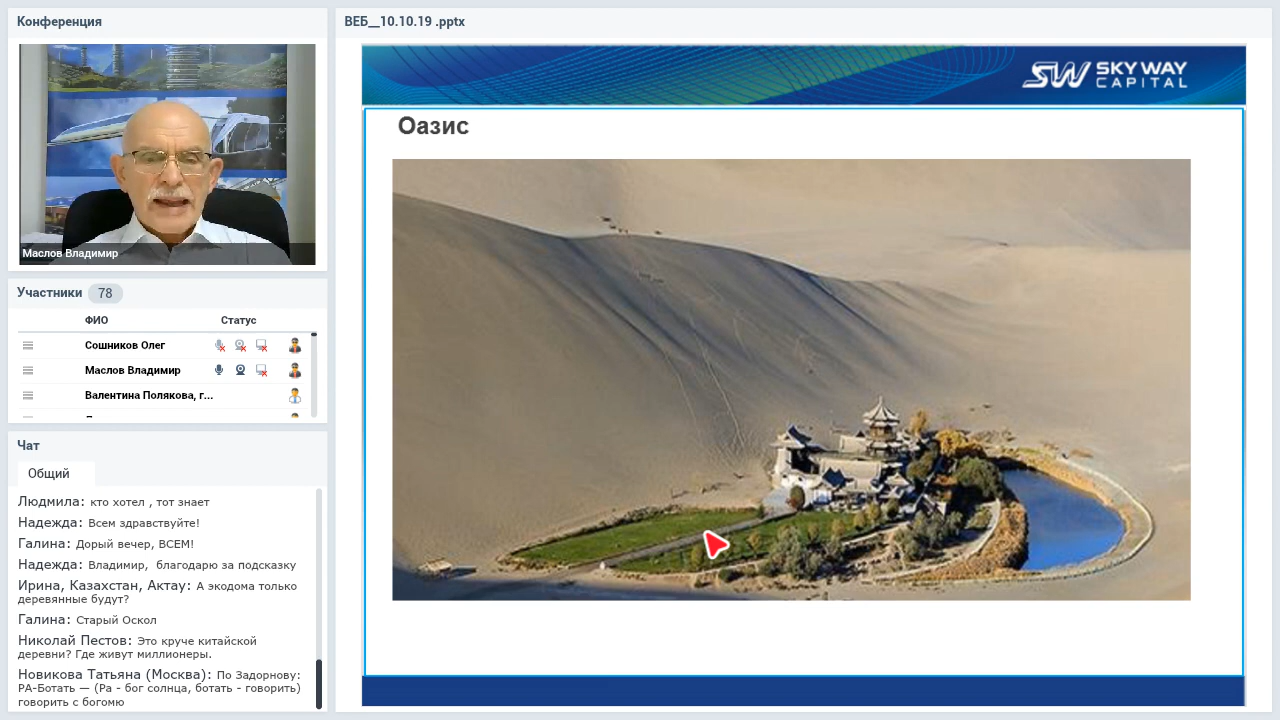 Конференция
Маслов Владимир
Участники 78
ФИО Статус
Сошников Олег
Маслов Владимир
Валентина Полякова, г...
Чат
Общий
Людмила: кто хотел , тот знает
Надежда: Всем здравствуйте!
Галина: Дорый вечер, ВСЕМ!
Надежда: Владимир, благодарю за подсказку
Ирина, Казахстан, Актау: А экодома только
деревянные будут?
Галина: Старый Оскол
Николай Пестов: Это круче китайской
деревни? Где живут миллионеры.
Новикова Татьяна (Москва): По Задорнову:
РА-Ботать — (Ра - бог солнца, ботать - говорить)
говорить с богомю
ВЕБ__10.10.19 .pptx
SW SKY WAY
CAPITAL
Оазис